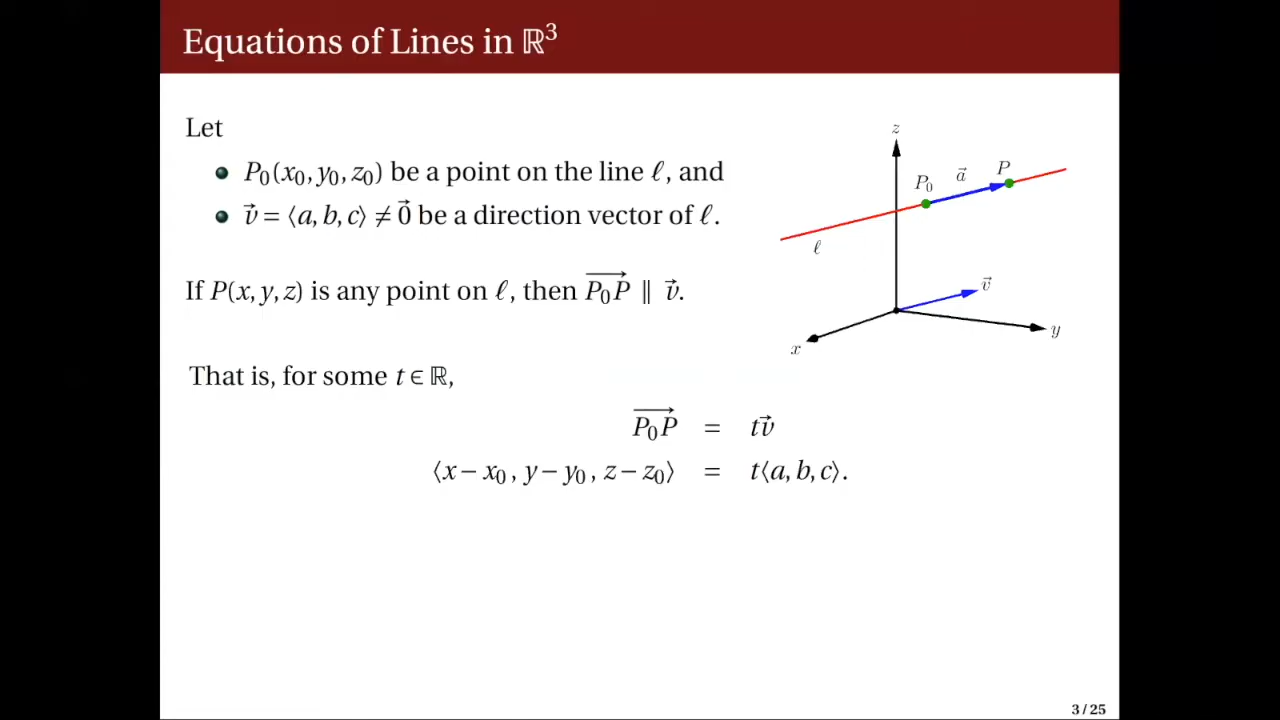 Equations of Lines in ℝ³
Let
P₀(x₀, y₀, z₀) be a point on the line ℓ, and
v⃗ = ⟨a, b, c⟩ ≠ 0⃗ be a direction vector of ℓ.
If P(x, y, z) is any point on ℓ, then P₀P⃗ ∥ v⃗.
z
P₀
a⃗
P
ℓ
v⃗
x
y
That is, for some t ∈ ℝ,
P₀P⃗ = tv⃗
⟨x − x₀, y − y₀, z − z₀⟩ = t⟨a, b, c⟩.
3 / 25